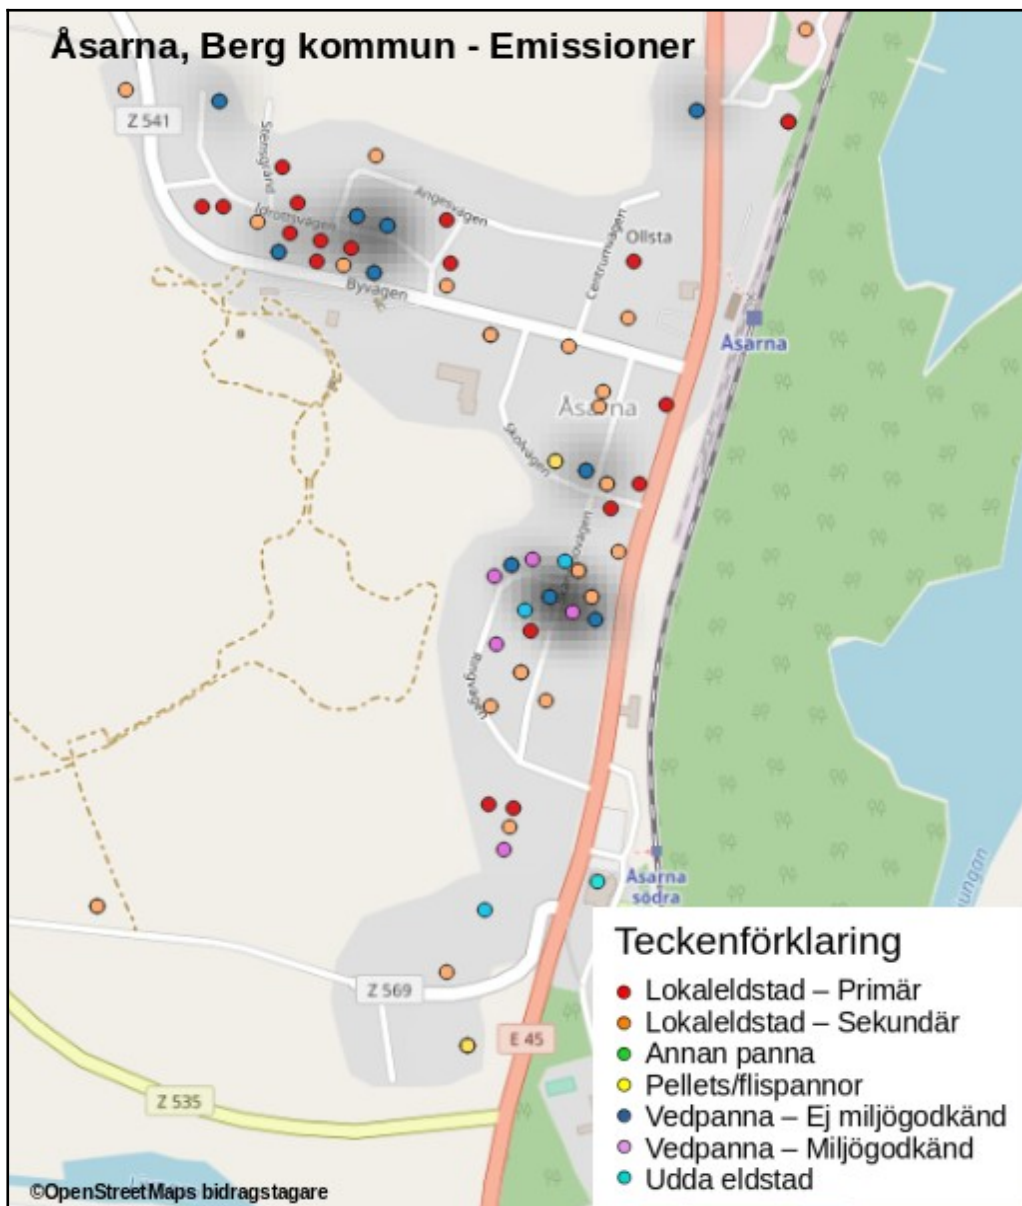 Åsarna, Berg kommun - Emissioner
Z 541
Stensgränd
Idrottsvägen
Ångesvägen
Centrumvägen
Ollsta
Byvägen
Åsarna
Åsarna
Skolvägen
Ringvägen
Åsarna
södra
Z 569
E 45
Z 535
Teckenförklaring
Lokaleldstad – Primär
Lokaleldstad – Sekundär
Annan panna
Pellets/flispannor
Vedpanna – Ej miljögodkänd
Vedpanna – Miljögodkänd
Udda eldstad
©OpenStreetMaps bidragstagare